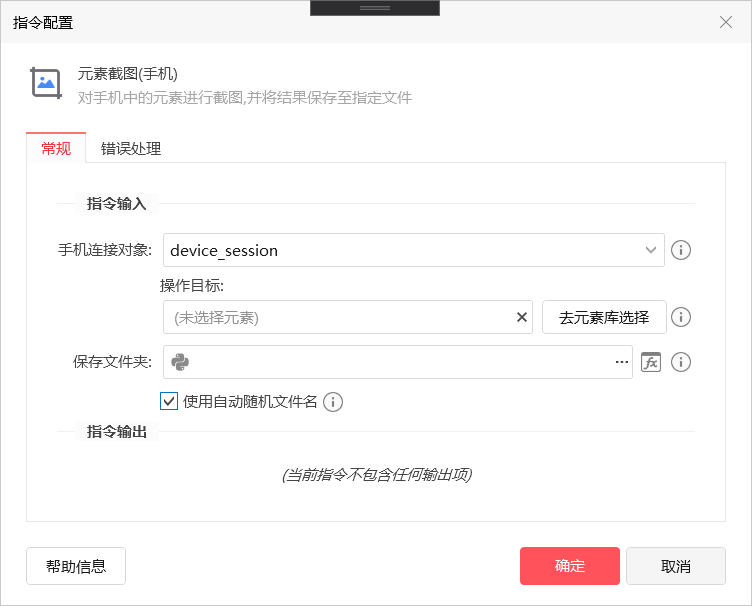 指令配置
元素截图(手机)
对手机中的元素进行截图,并将结果保存至指定文件
常规 错误处理
指令输入
手机连接对象: device_session
操作目标:
(未选择元素) 去元素库选择
保存文件夹: ... fx
使用自动随机文件名
指令输出
(当前指令不包含任何输出项)
帮助信息 确定 取消